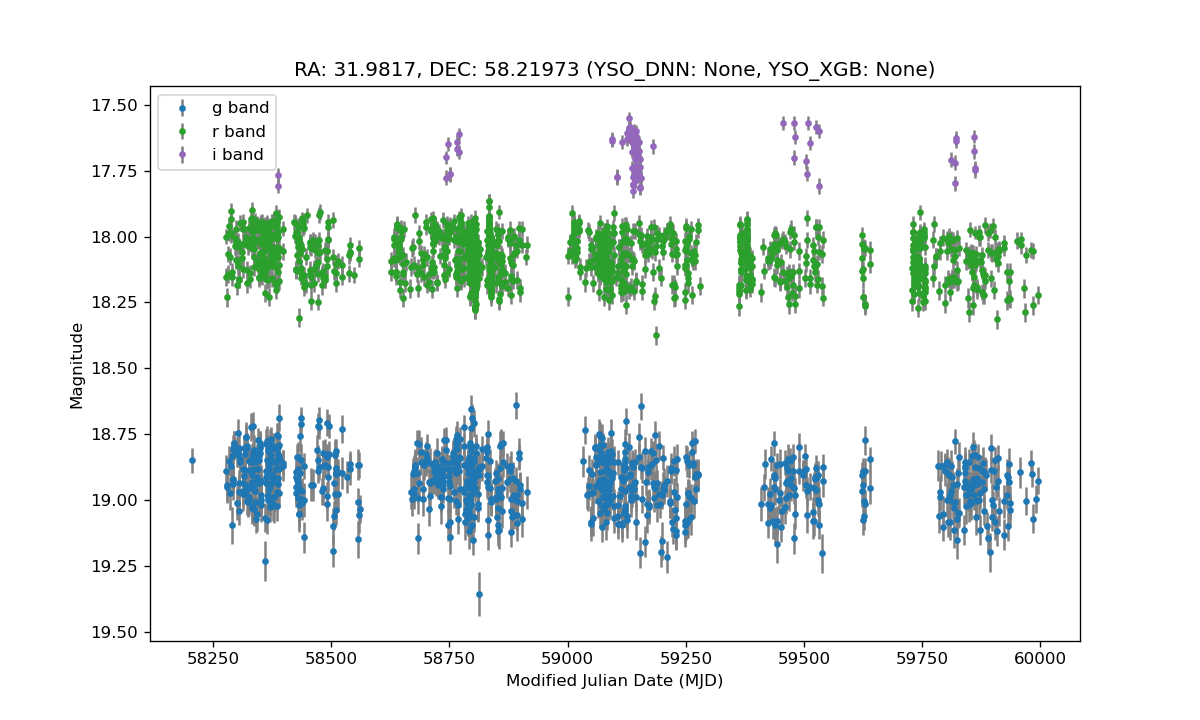 RA: 31.9817, DEC: 58.21973 (YSO_DNN: None, YSO_XGB: None)
g band
r band
i band
17.50
17.75
18.00
18.25
18.50
18.75
19.00
19.25
19.50
Magnitude
58250 58500 58750 59000 59250 59500 59750 60000
Modified Julian Date (MJD)